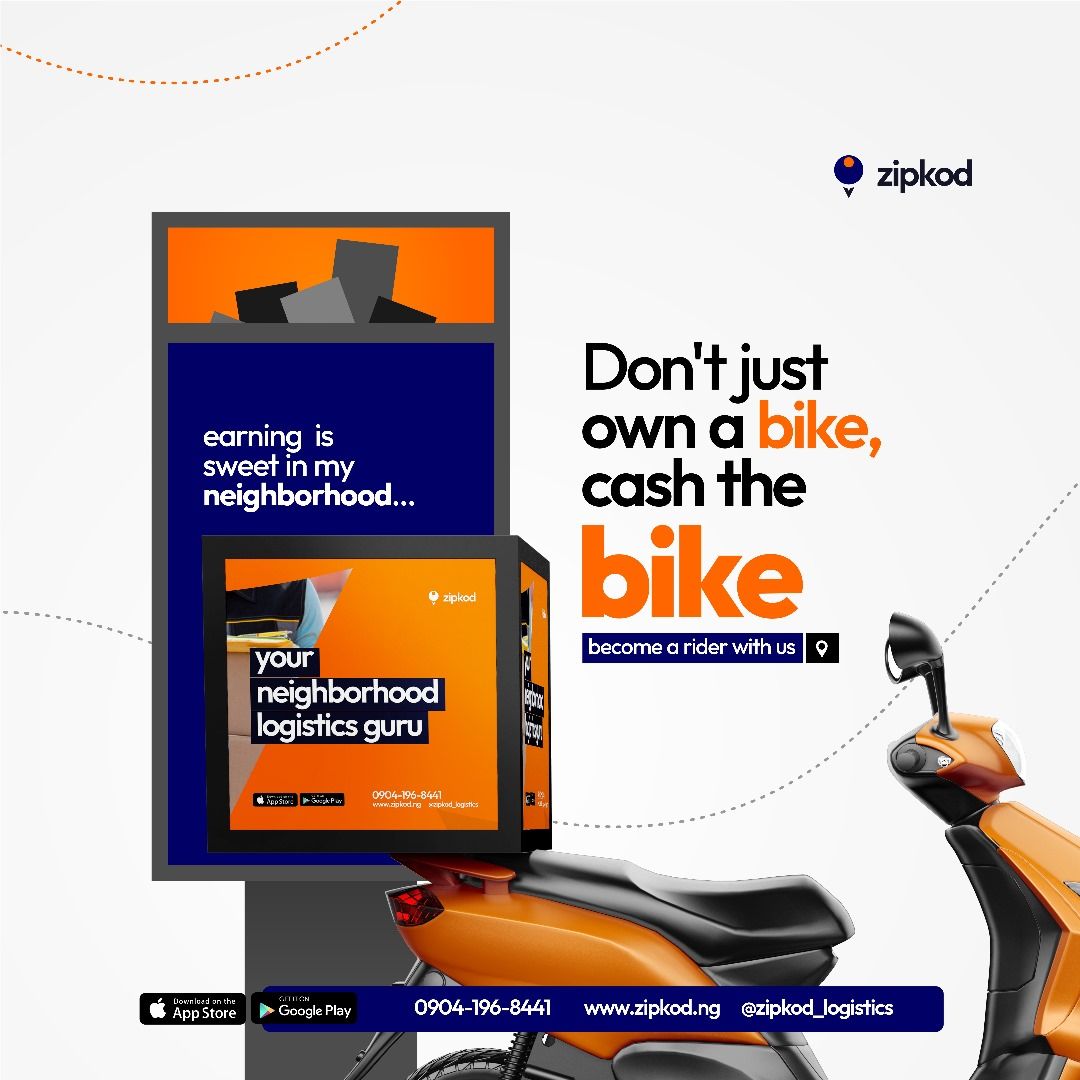 zipkod
earning is
sweet in my
neighborhood...
Don't just
own a bike,
cash the
bike
become a rider with us
zipkod
your
neighborhood
logistics guru
App Store
Google Play
0904-196-8441
www.zipkod.ng @zipkod_logistics
Download on the
App Store
GET IT ON
Google Play
0904-196-8441 www.zipkod.ng @zipkod_logistics